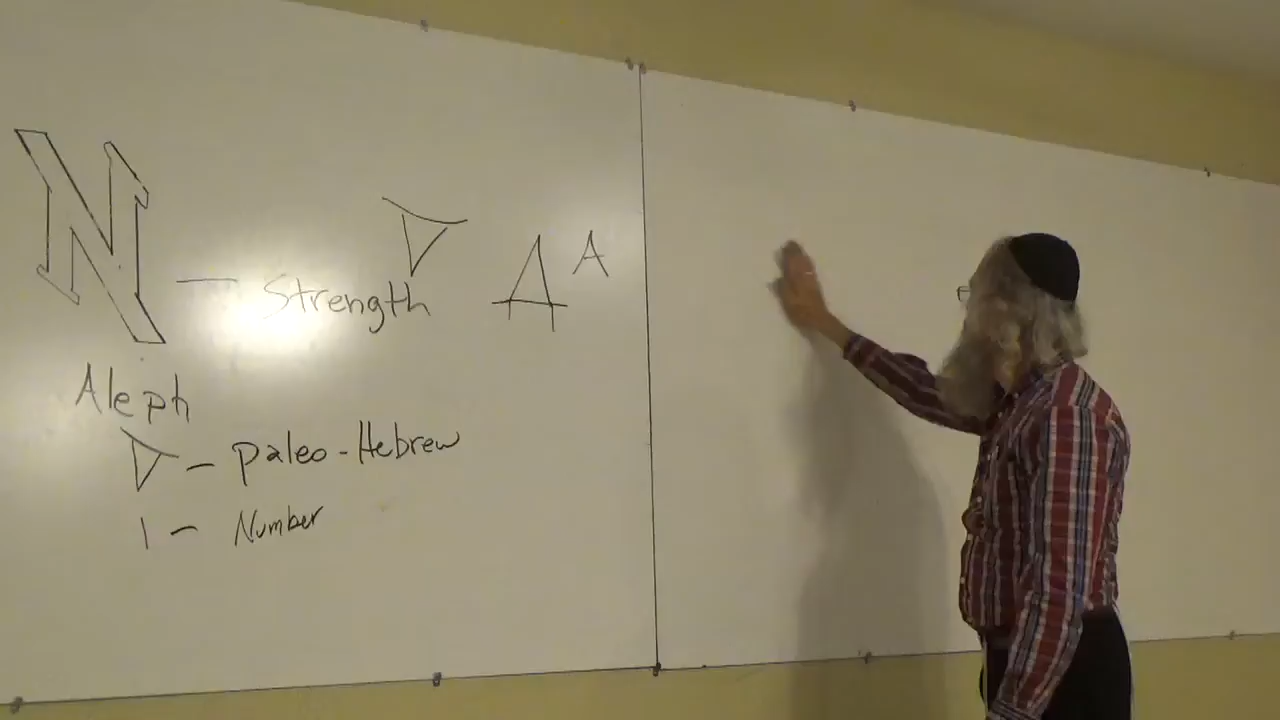 א — Strength A
Aleph
— Paleo-Hebrew
1 — Number